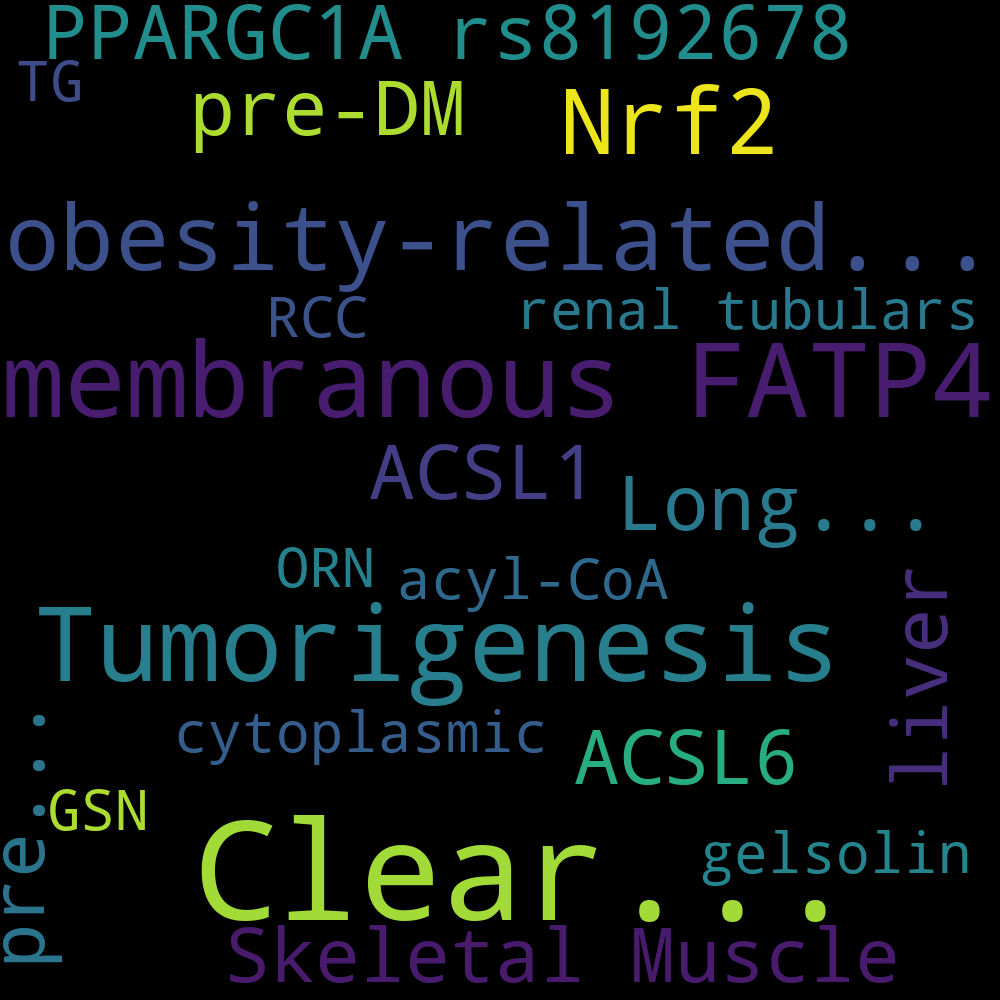 PPARGC1A rs8192678
TG
pre-DM
Nrf2
obesity-related...
RCC
renal tubulars
membranous FATP4
ACSL1
Long...
ORN
acyl-CoA
liver
Tumorigenesis
cytoplasmic
ACSL6
pre...
GSN
Clear...
gelsolin
Skeletal Muscle